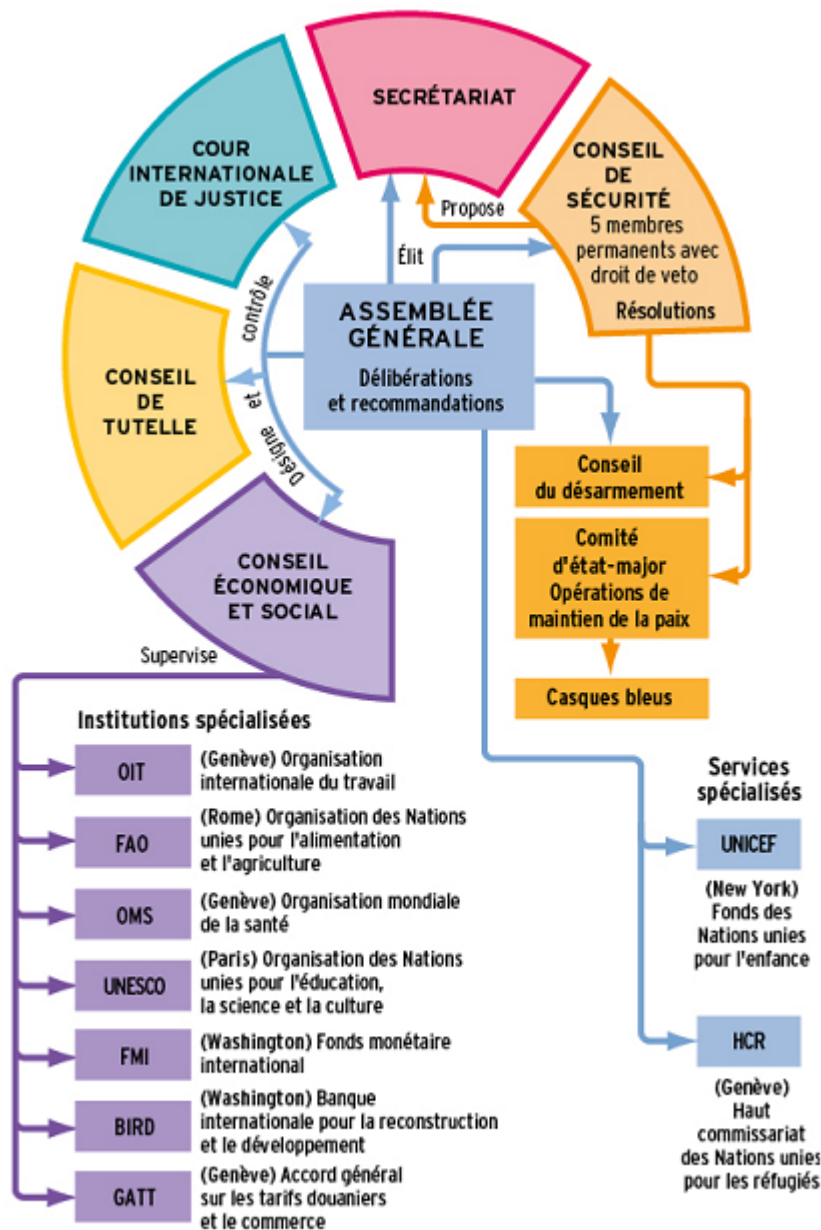 SECRÉTARIAT
COUR
INTERNATIONALE
DE JUSTICE
CONSEIL
DE
SÉCURITÉ
5 membres
permanents avec
droit de veto
Résolutions
Propose
Élit
ASSEMBLÉE
GÉNÉRALE
Délibérations
et recommandations
Désigne et contrôle
CONSEIL
DE
TUTELLE
CONSEIL
ÉCONOMIQUE
ET SOCIAL
Conseil
du désarmement
Comité
d'état-major
Opérations de
maintien de la paix
Casques bleus
Supervise
Institutions spécialisées
OIT
(Genève) Organisation
internationale du travail
FAO
(Rome) Organisation des Nations
unies pour l'alimentation
et l'agriculture
OMS
(Genève) Organisation mondiale
de la santé
UNESCO
(Paris) Organisation des Nations
unies pour l'éducation,
la science et la culture
FMI
(Washington) Fonds monétaire
international
BIRD
(Washington) Banque
internationale pour la reconstruction
et le développement
GATT
(Genève) Accord général
sur les tarifs douaniers
et le commerce
Services
spécialisés
UNICEF
(New York)
Fonds des
Nations unies
pour l'enfance
HCR
(Genève)
Haut
commissariat
des Nations unies
pour les réfugiés